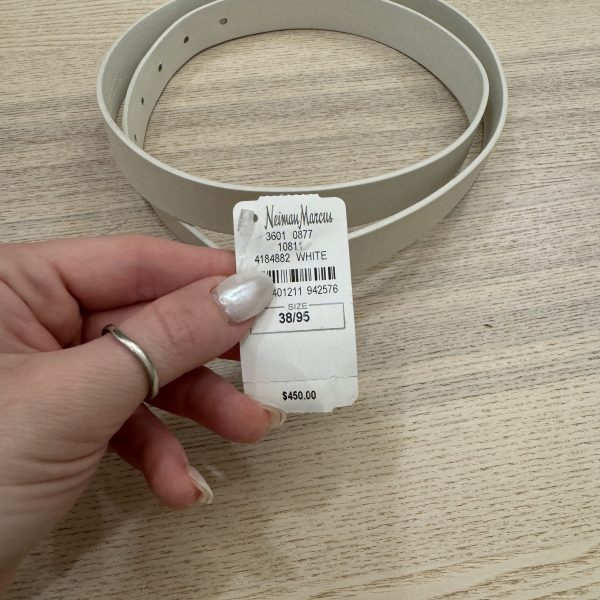 Neiman Marcus
3601 0877
10811
4184882 WHITE
401211 942576
SIZE
38/95
$450.00